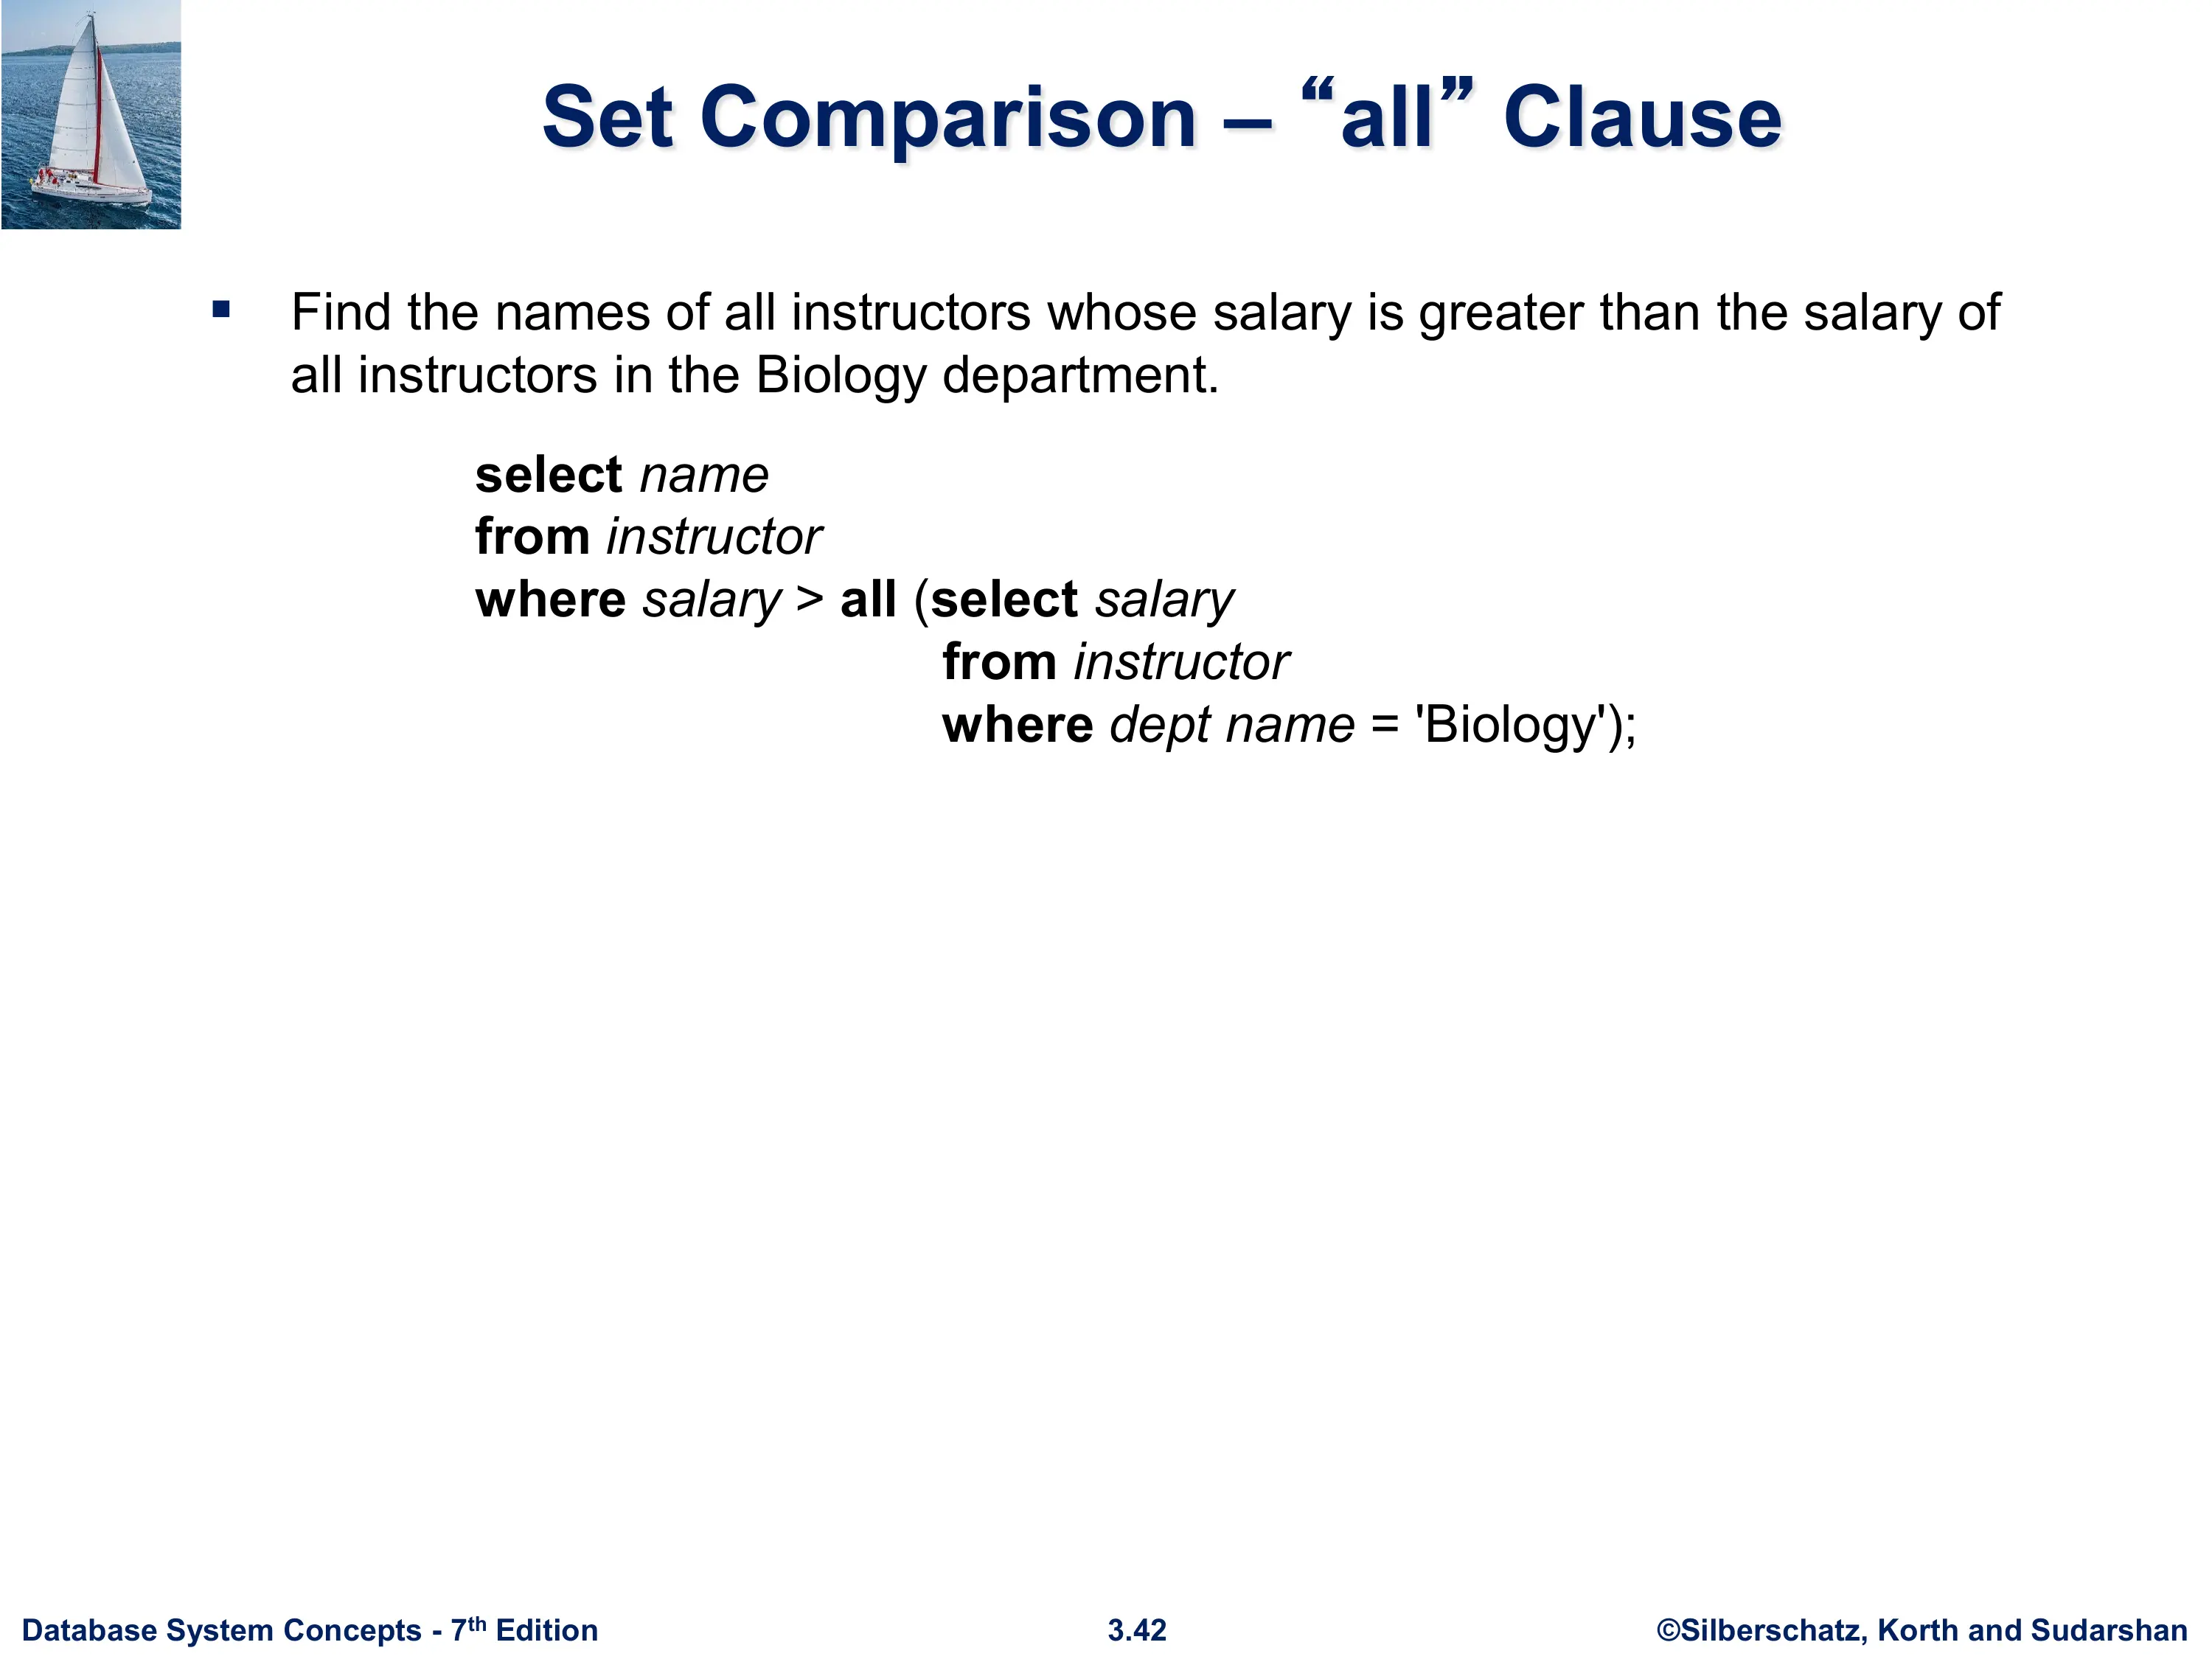 Set Comparison – “all” Clause
▪ Find the names of all instructors whose salary is greater than the salary of
all instructors in the Biology department.
select name
from instructor
where salary > all (select salary
from instructor
where dept name = 'Biology');
Database System Concepts - 7th Edition
3.42
©Silberschatz, Korth and Sudarshan